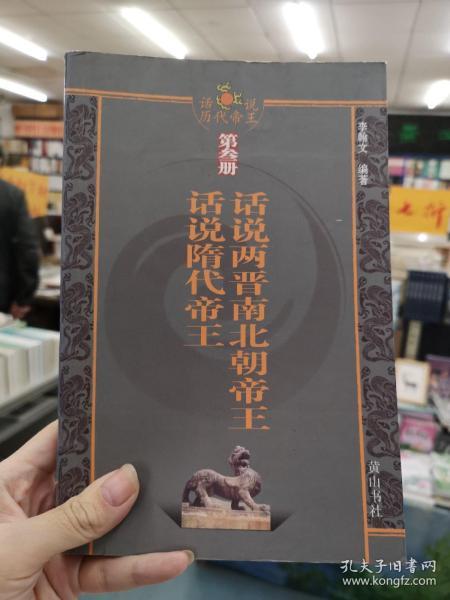 话说
历代帝王
第叁册
李翰文 编著
话说两晋南北朝帝王
话说隋代帝王
黄山书社
孔夫子旧书网
www.kongfz.com